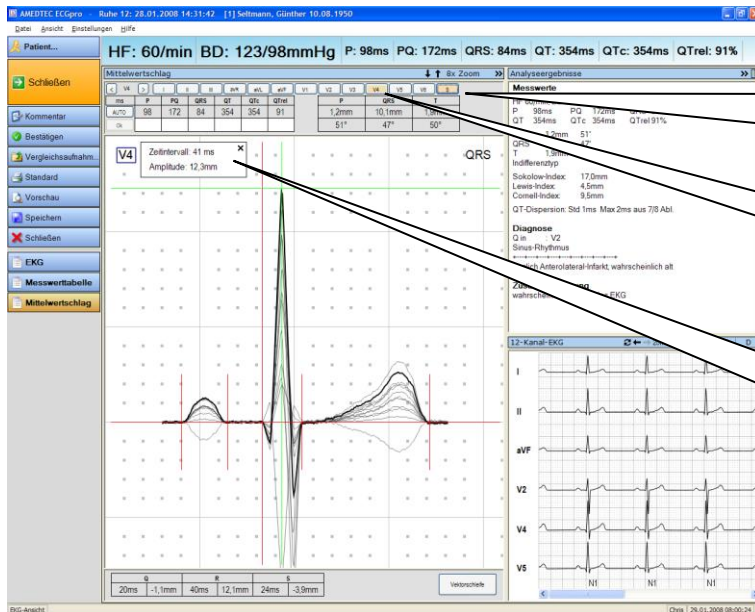 AMEDTEC ECGpro - Ruhe 12: 28.01.2008 14:31:42 [1] Seltmann, Günther 10.08.1950
Datei Ansicht Einstellungen Hilfe
Patient...
HF: 60/min BD: 123/98mmHg P: 98ms PQ: 172ms QRS: 84ms QT: 354ms QTc: 354ms QTrel: 91%
Schließen
Kommentar
Bestätigen
Vergleichsaufnahm..
Standard
Vorschau
Speichern
Schließen
EKG
Messwerttabelle
Mittelwertschlag
Mittelwertschlag 8x Zoom
< V4 > I II III aVR aVL aVF V1 V2 V3 V4 V5 V6 S
ms P PQ QRS QT QTc QTrel P QRS T
AUTO 98 172 84 354 354 91 1,2mm 10,1mm 1,9mm
Ok 51° 47° 50°
V4
Zeitintervall: 41 ms
Amplitude: 12,3mm
QRS
Q R S
20ms -1,1mm 40ms 12,1mm 24ms -3,9mm
Vektorschleife
Analyseergebnisse
Messwerte
P 98ms PQ 172ms
QT 354ms QTc 354ms QTrel 91%
1,2mm 51°
QRS 47°
T 1,9mm
Indifferenztyp
Sokolow-Index: 17,0mm
Lewis-Index: 4,5mm
Cornell-Index: 9,5mm
QT-Dispersion: Std 1ms Max 2ms aus 7/8 Abl.
Diagnose
Q in : V2
Sinus-Rhythmus
Anterolateral-Infarkt, wahrscheinlich alt
EKG
12-Kanal-EKG
D
I
II
aVF
V2
V4
V5
N1 N1 N1
EKG-Ansicht
Chris 29.01.2008 08:00:24